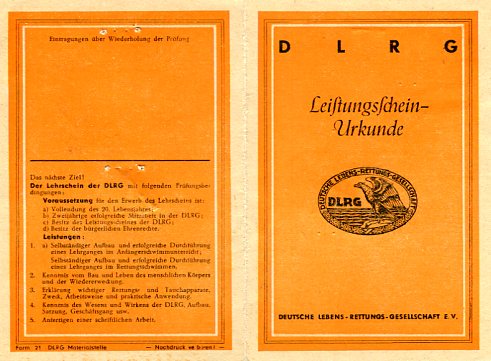 Eintragungen über Wiederholung der Prüfung
Das nächste Ziel!
Der Lehrschein der DLRG mit folgenden Prüfungsbe-
dingungen:
Voraussetzung für den Erwerb des Lehrscheins ist:
a) Vollendung des 20. Lebensjahres;
b) Zweijährige erfolgreiche Mitarbeit in der DLRG;
c) Besitz des Leistungsscheines der DLRG;
d) Besitz der bürgerlichen Ehrenrechte.
Leistungen:
1. a) Selbständiger Aufbau und erfolgreiche Durchführung
eines Lehrganges im Anfängerschwimmunterricht;
Selbständiger Aufbau und erfolgreiche Durchführung
eines Lehrganges im Rettungsschwimmen.
2. Kenntnis vom Bau und Leben des menschlichen Körpers
und der Wiederbelebung.
3. Erklärung wichtiger Rettungs- und Tauchapparate,
Zweck, Arbeitsweise und praktische Anwendung.
4. Kenntnis des Wesens und Wirkens der DLRG, Aufbau,
Satzung, Geschäftsgang usw.
5. Anfertigen einer schriftlichen Arbeit.
Form. 21 DLRG Materialstelle — Nachdruck verboten! —
DLRG
Leiſtungsſchein-
Urkunde
DEUTSCHE LEBENS-RETTUNGS-GESELLSCHAFT
DLRG
DEUTSCHE LEBENS-RETTUNGS-GESELLSCHAFT E.V.